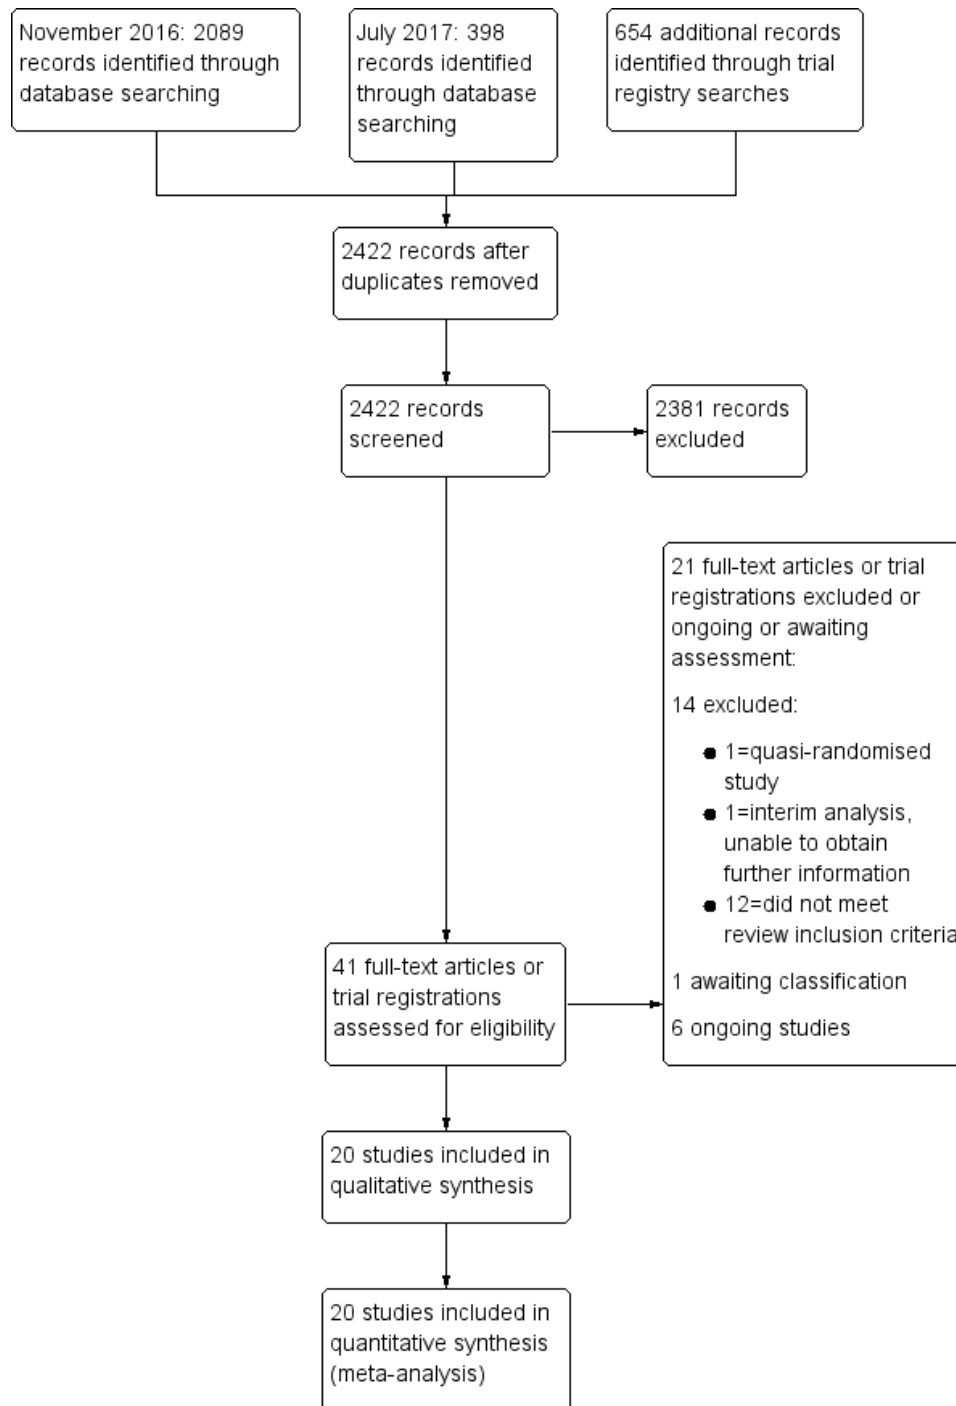 November 2016: 2089
records identified through
database searching
July 2017: 398
records identified
through database
searching
654 additional records
identified through trial
registry searches
2422 records after
duplicates removed
2422 records
screened
2381 records
excluded
21 full-text articles or trial
registrations excluded or
ongoing or awaiting
assessment:
14 excluded:
● 1=quasi-randomised
study
● 1=interim analysis,
unable to obtain
further information
● 12=did not meet
review inclusion criteria
1 awaiting classification
6 ongoing studies
41 full-text articles or
trial registrations
assessed for eligibility
20 studies included in
qualitative synthesis
20 studies included in
quantitative synthesis
(meta-analysis)